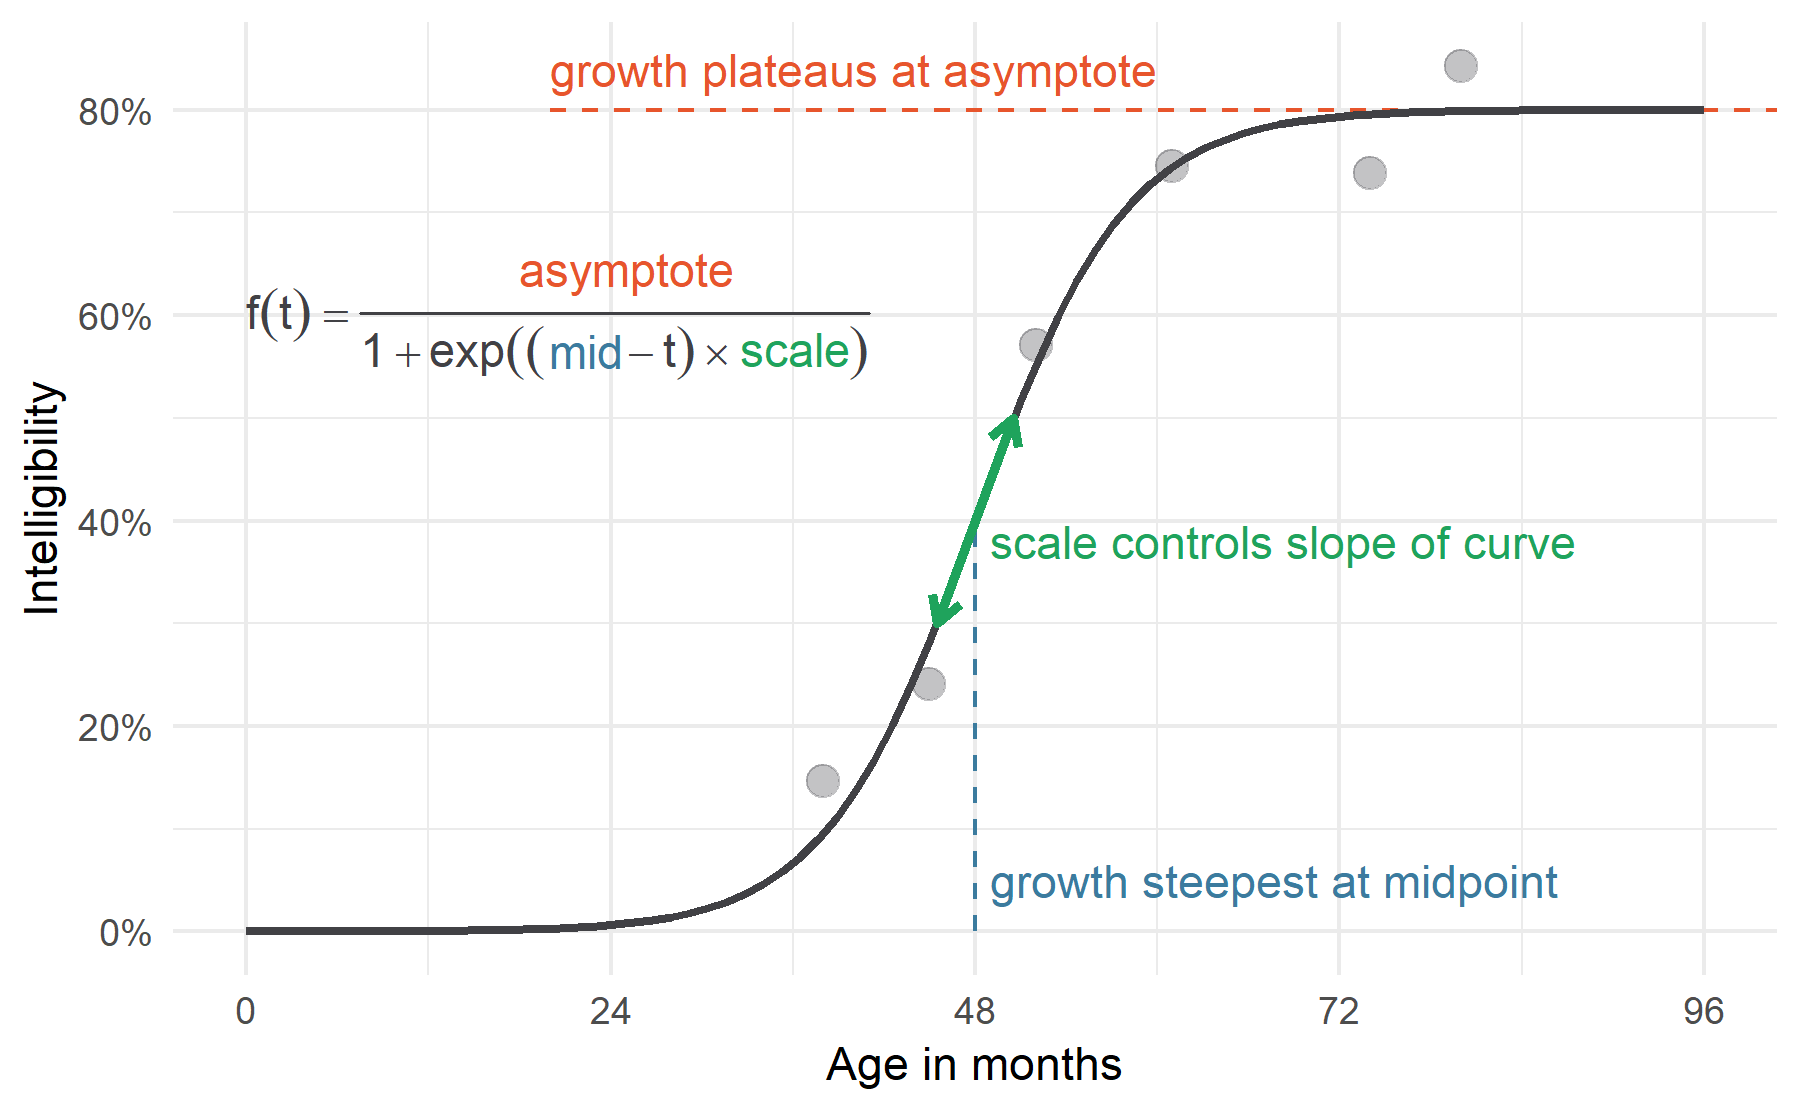 growth plateaus at asymptote
80%
asymptote
f(t) =
1 + exp((mid − t) × scale)
60%
Intelligibility
40%
scale controls slope of curve
20%
growth steepest at midpoint
0%
0 24 48 72 96
Age in months